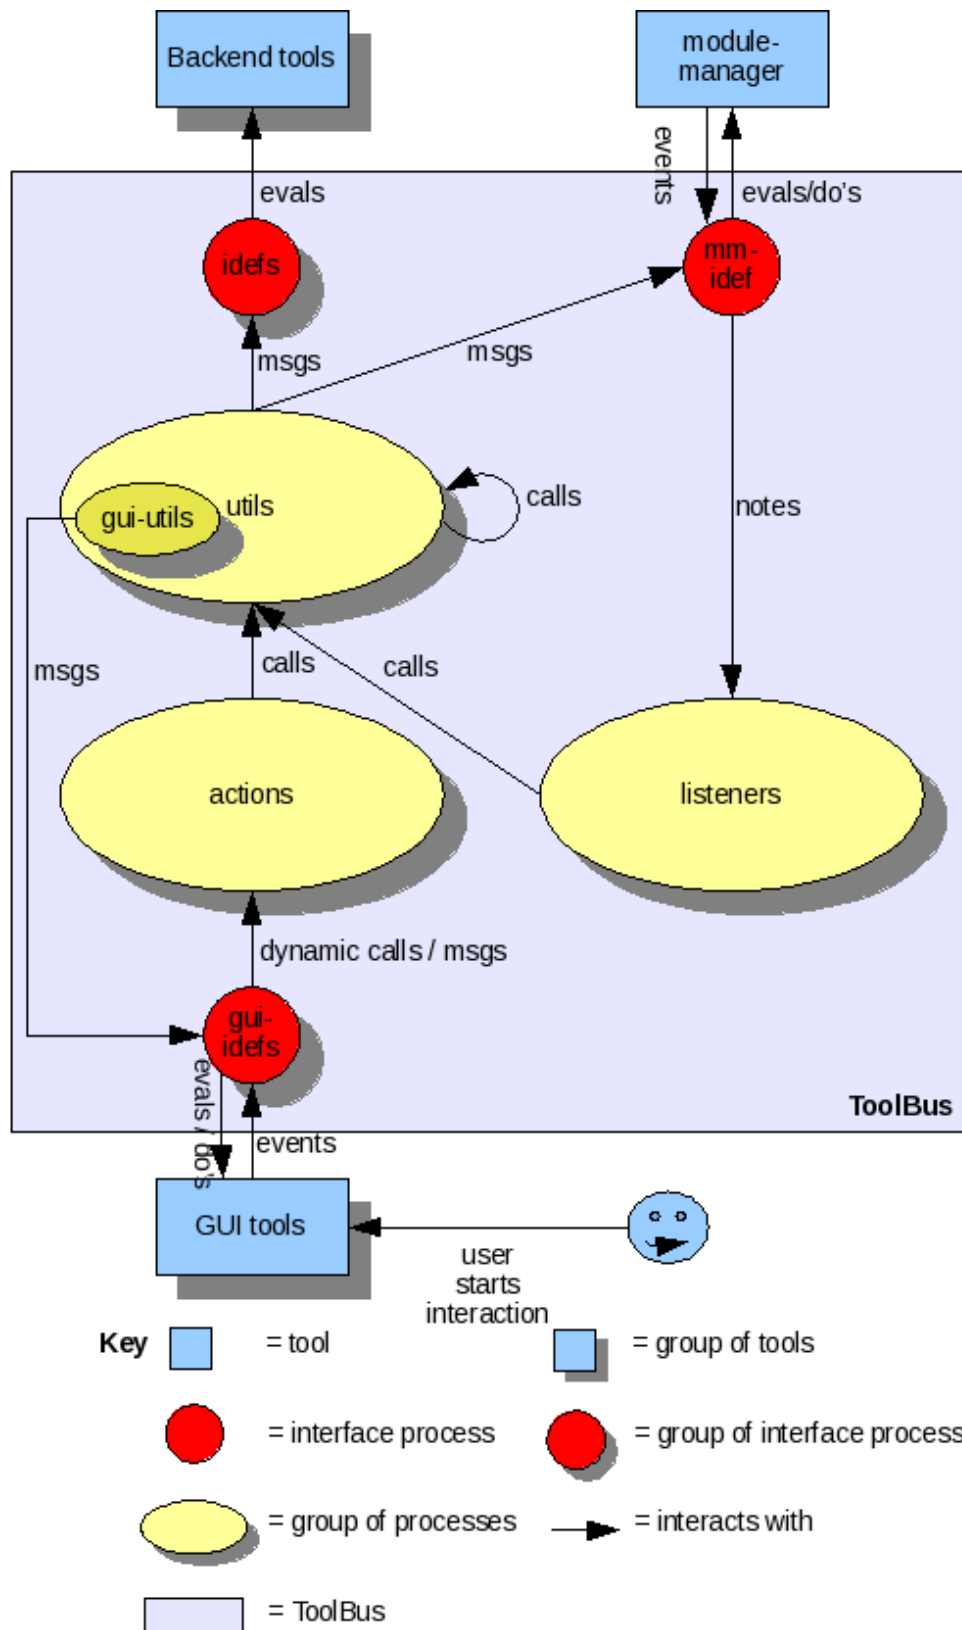 Backend tools
module-
manager
events
evals
evals/do's
idefs
mm-
idef
msgs
msgs
gui-utils
utils
calls
notes
msgs
calls
calls
actions
listeners
dynamic calls / msgs
gui-
idefs
evals / do's
ToolBus
events
GUI tools
user
starts
interaction
Key
= tool
= group of tools
= interface process
= group of interface process
= group of processes
= interacts with
= ToolBus